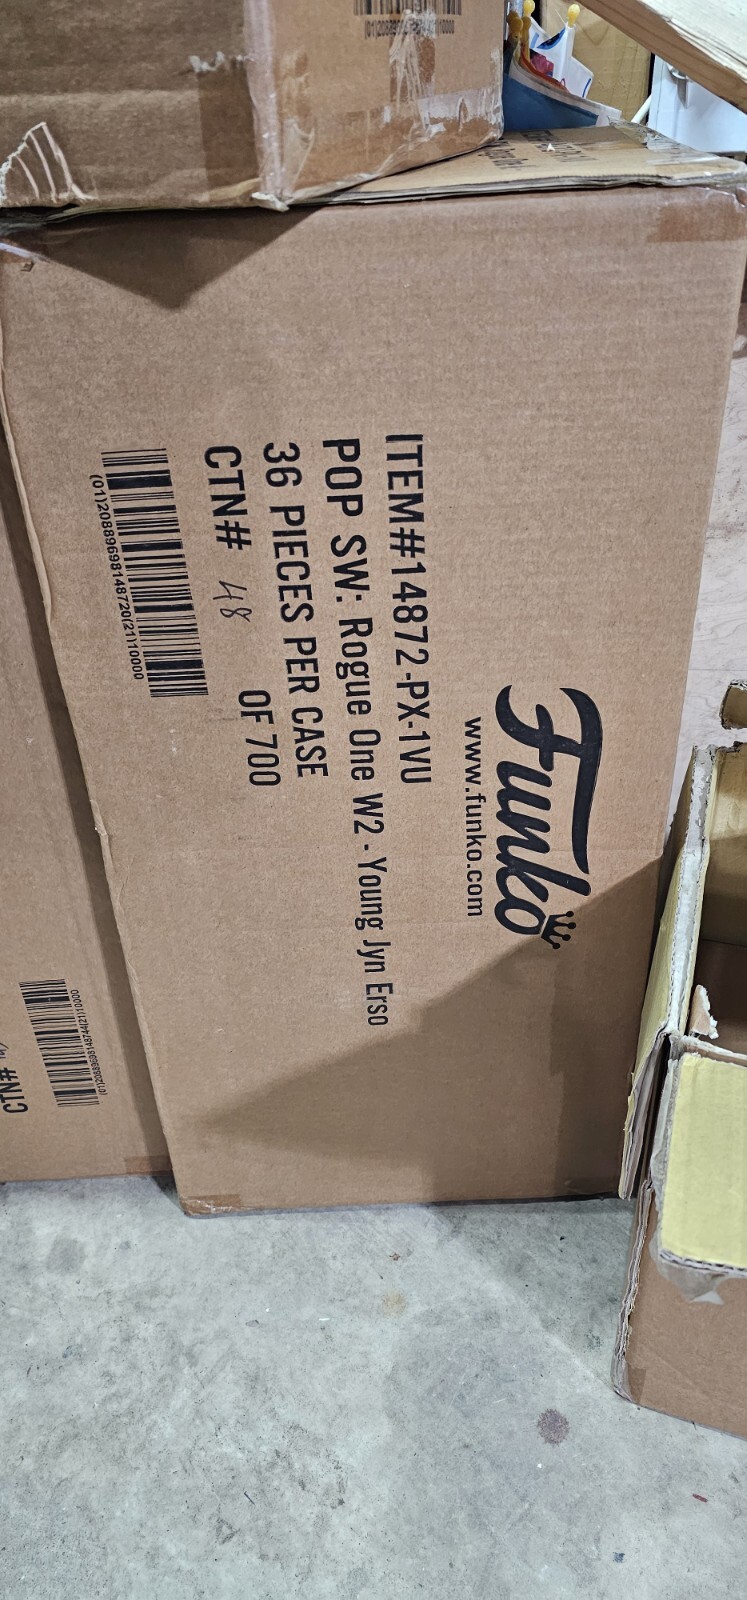 Funko
www.funko.com
ITEM#14872-PX-1VU
POP SW: Rogue One W2 - Young Jyn Erso
36 PIECES PER CASE
CTN# 48 OF 700
(01)20889698148720(21)10000
CTN#